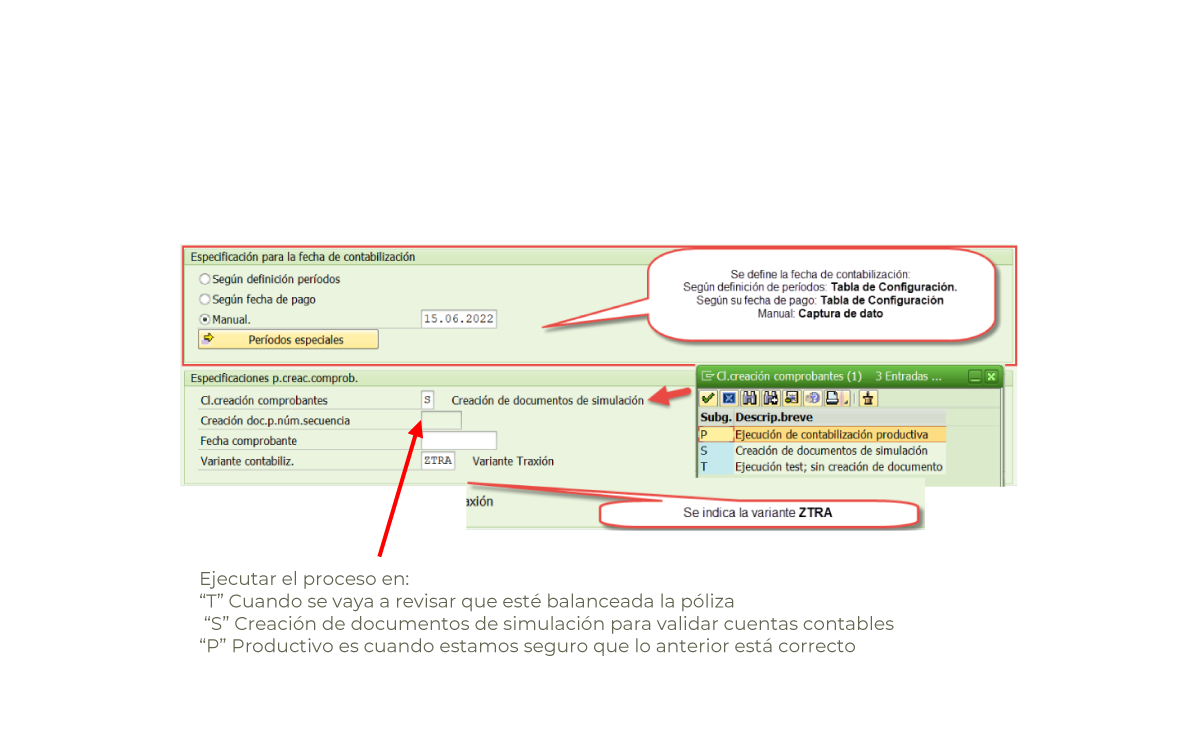 Especificación para la fecha de contabilización
Según definición períodos
Según fecha de pago
Manual.
15.06.2022
Períodos especiales
Se define la fecha de contabilización:
Según definición de períodos: Tabla de Configuración.
Según su fecha de pago: Tabla de Configuración
Manual: Captura de dato
Especificaciones p.creac.comprob.
Cl.creación comprobantes
S
Creación de documentos de simulación
Creación doc.p.núm.secuencia
Fecha comprobante
Variante contabiliz.
ZTRA
Variante Traxión
Cl.creación comprobantes (1) 3 Entradas ...
Subg. Descrip.breve
P Ejecución de contabilización productiva
S Creación de documentos de simulación
T Ejecución test; sin creación de documento
axión
Se indica la variante ZTRA
Ejecutar el proceso en:
“T” Cuando se vaya a revisar que esté balanceada la póliza
“S” Creación de documentos de simulación para validar cuentas contables
“P” Productivo es cuando estamos seguro que lo anterior está correcto